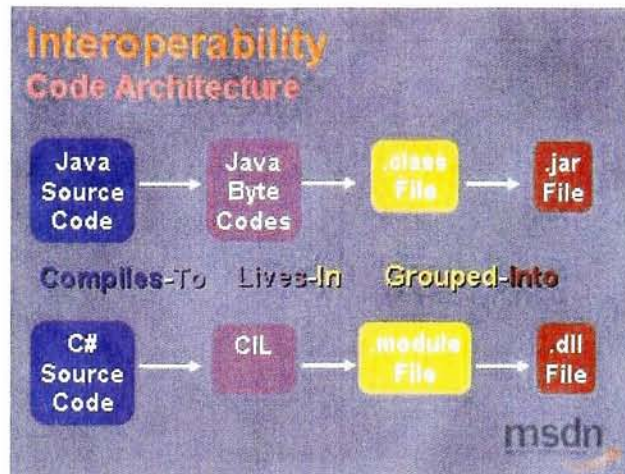 Interoperability
Code Architecture
Java
Source
Code
Java
Byte
Codes
.class
File
.jar
File
Compiles-To Lives-In Grouped-Into
C#
Source
Code
CIL
.module
File
.dll
File
msdn